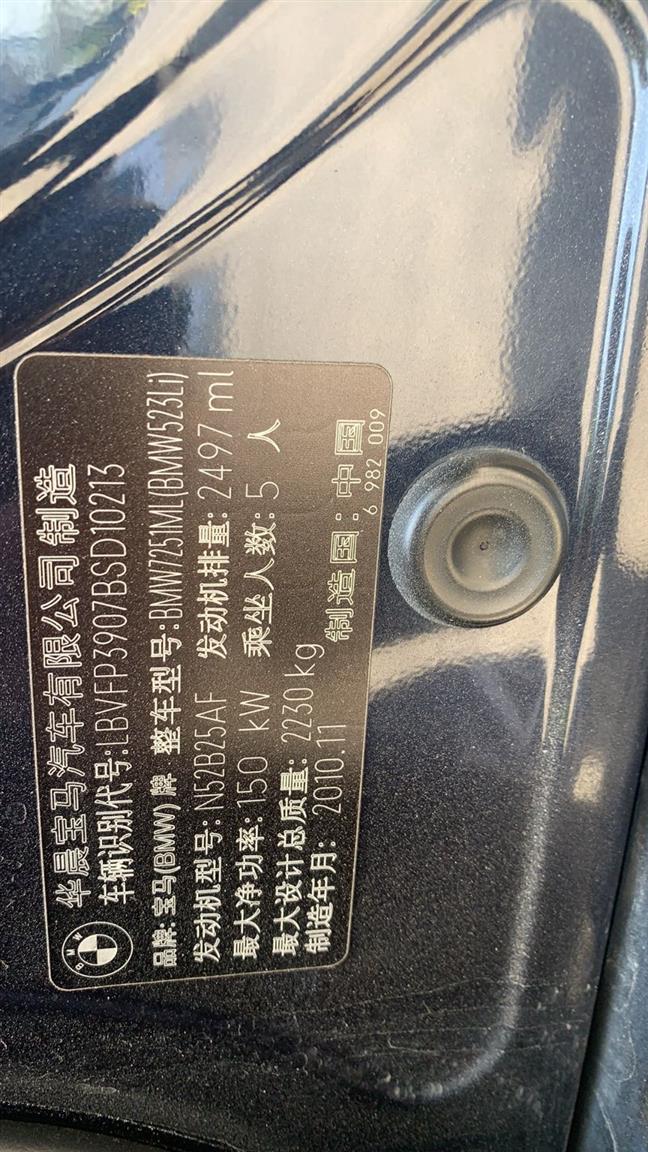 华晨宝马汽车有限公司制造
车辆识别代号:LBVFP3907BSD10213
品牌:宝马(BMW)牌 整车型号:BMW7251ML(BMW523Li)
发动机型号:N52B25AF 发动机排量:2497 ml
最大净功率:150 kW 乘坐人数:5 人
最大设计总质量:2230 kg
制造年月:2010.11 制造国:中国
6 982 009
BMW